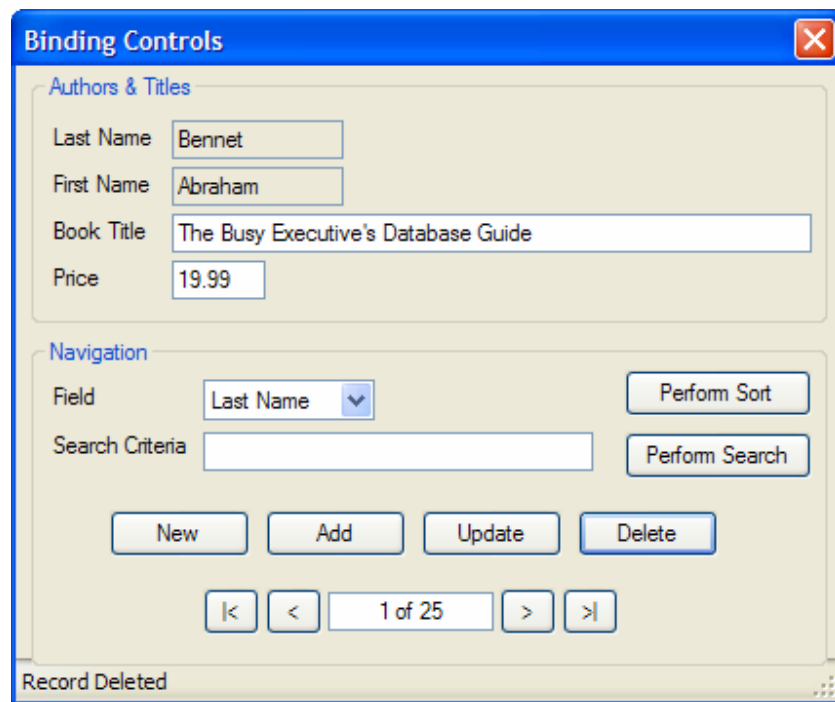 Binding Controls
Authors & Titles
Last Name Bennet
First Name Abraham
Book Title The Busy Executive's Database Guide
Price 19.99
Navigation
Field Last Name Perform Sort
Search Criteria Perform Search
New Add Update Delete
|< < 1 of 25 > >|
Record Deleted